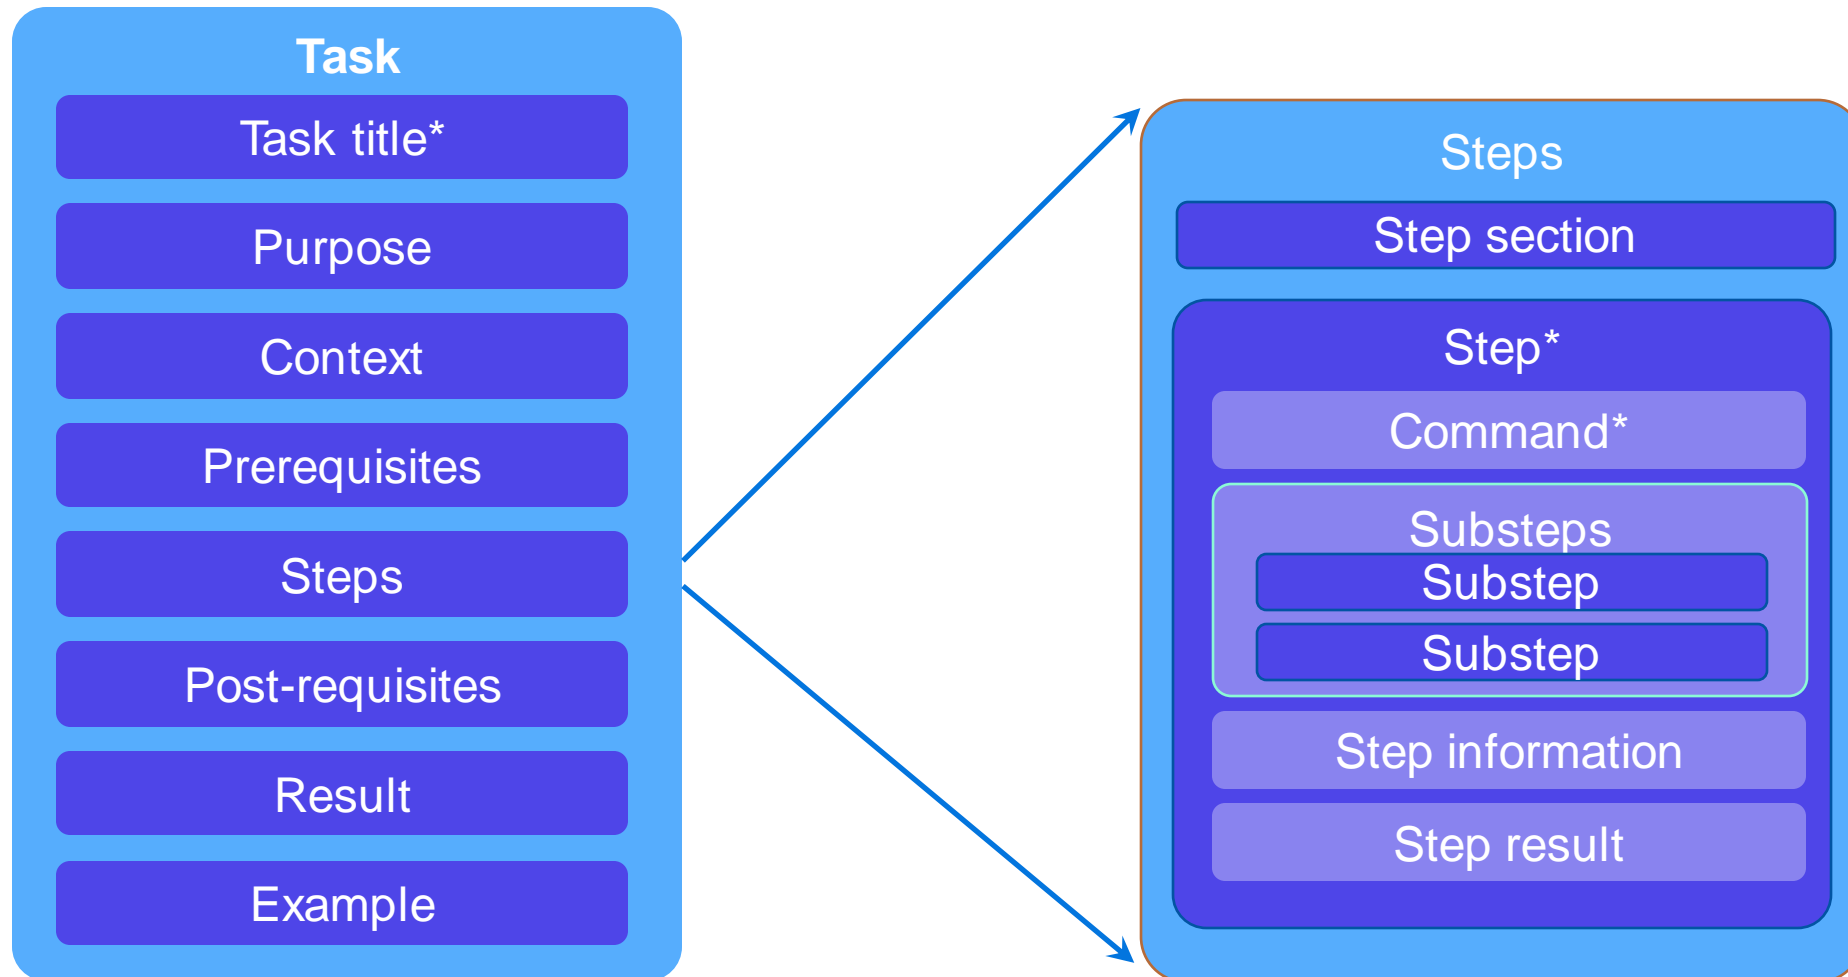 Task
Task title*
Purpose
Context
Prerequisites
Steps
Post-requisites
Result
Example
Steps
Step section
Step*
Command*
Substeps
Substep
Substep
Step information
Step result